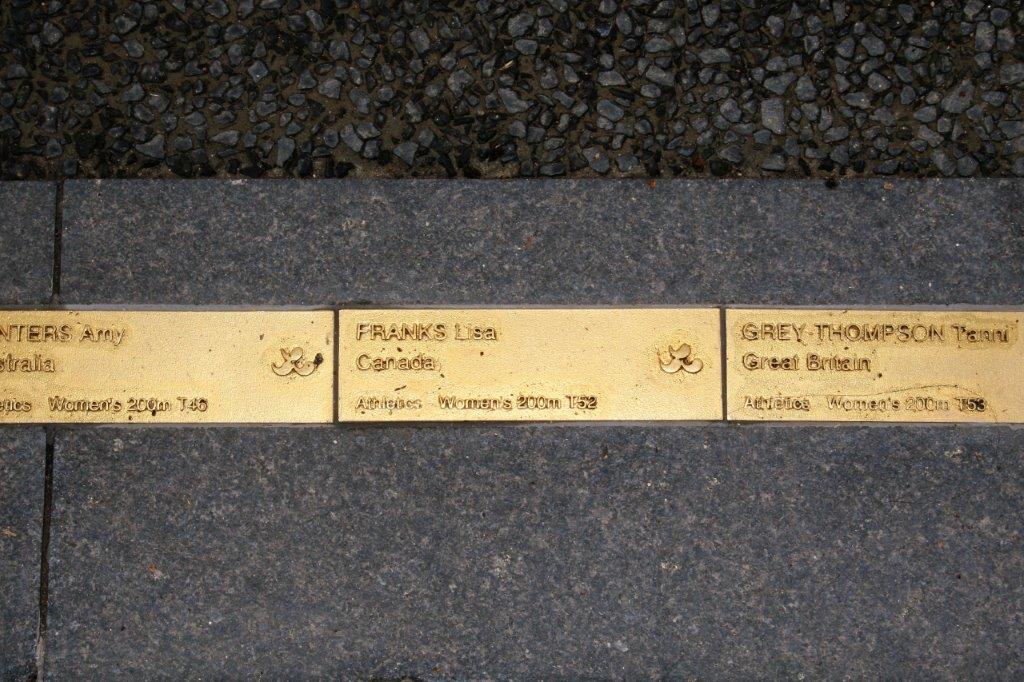 NTERS Amy
stralia
etics Women's 200m T46
FRANKS Lisa
Canada
Athletics Women's 200m T52
GREY-THOMPSON Tanni
Great Britain
Athletics Women's 200m T53